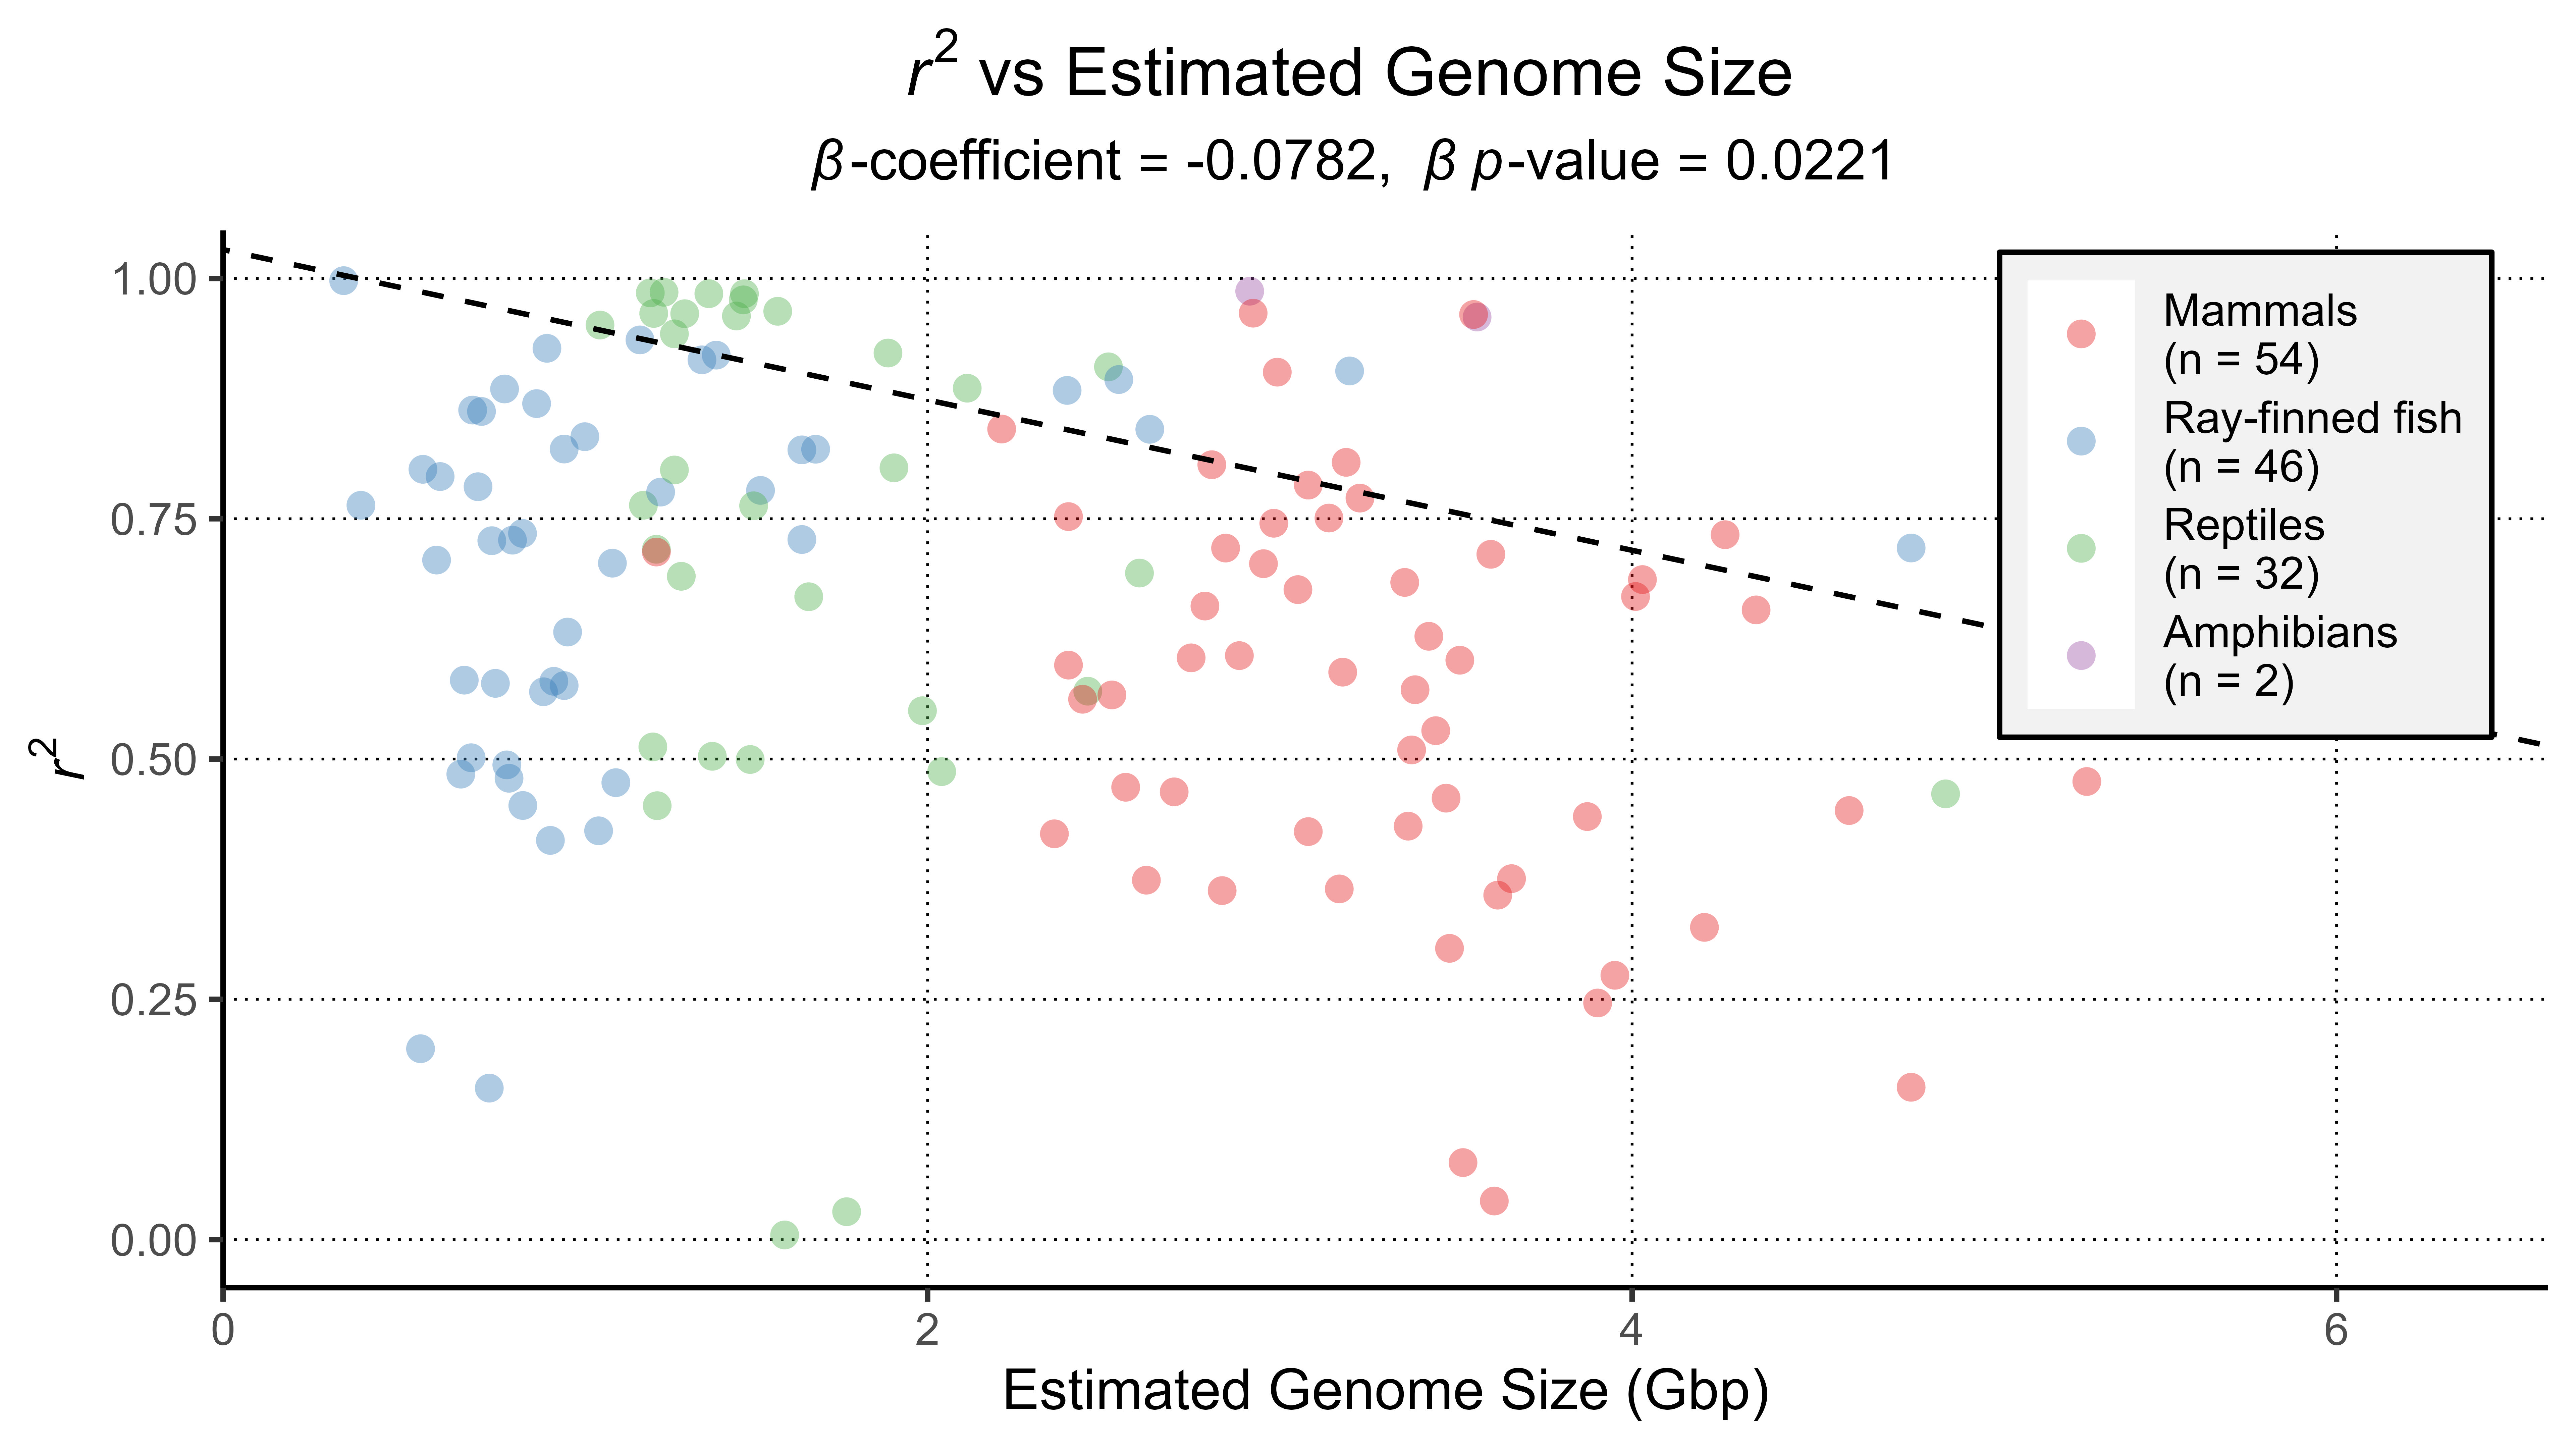 r² vs Estimated Genome Size
β-coefficient = -0.0782, β p-value = 0.0221
1.00
0.75
0.50
0.25
0.00
r²
0
2
4
6
Estimated Genome Size (Gbp)
Mammals
(n = 54)
Ray-finned fish
(n = 46)
Reptiles
(n = 32)
Amphibians
(n = 2)